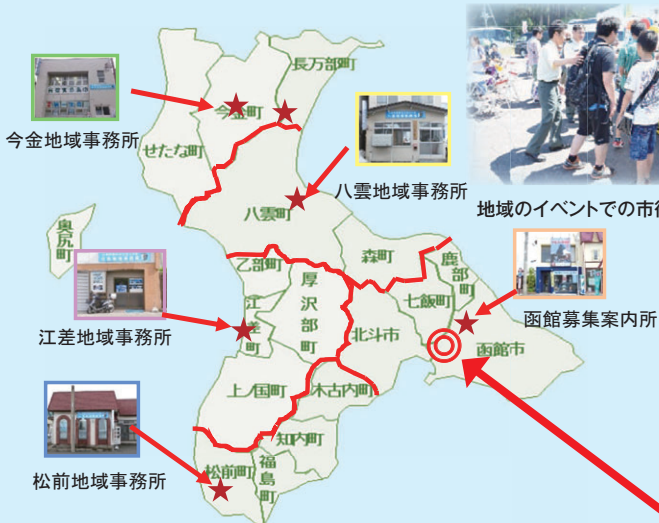 長万部町
今金町
今金地域事務所
せたな町
八雲地域事務所
八雲町
地域のイベントでの市街
奥尻町
森町
鹿部町
乙部町
厚沢部町
七飯町
函館募集案内所
江差町
江差地域事務所
北斗市
函館市
上ノ国町
木古内町
知内町
松前町
福島町
松前地域事務所